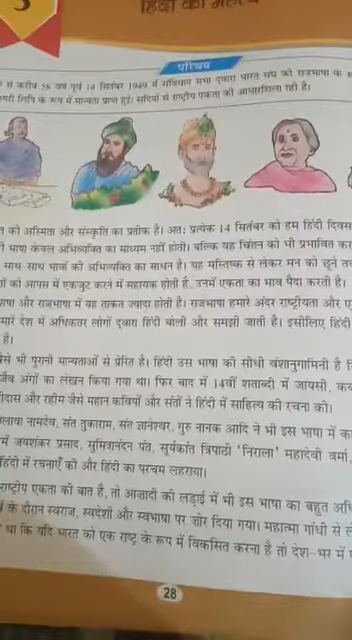 5
हिंदी का महत्व
परिचय
से करीब 58 वर्ष पूर्व 14 सितंबर 1949 में संविधान सभा द्वारा भारत संघ को राजभाषा के
लिपि के रूप में मान्यता प्राप्त हुई। सदियों से राष्ट्रीय एकता की आधारशिला रही है।
की अस्मिता और संस्कृति का प्रतीक है। अतः प्रत्येक 14 सितंबर को हम हिंदी दिवस
भाषा केवल अभिव्यक्ति का माध्यम नहीं होती। बल्कि यह चिंतन को भी प्रभावित कर
साथ-साथ भावों को अभिव्यक्ति का साधन है। यह मस्तिष्क से लेकर मन को छूने त
को आपस में एकजुट करने में सहायक होती है, उनमें एकता का भाव पैदा करती है।
भाषा और राजभाषा में यह ताकत ज्यादा होती है। राजभाषा हमारे अंदर राष्ट्रीयता और ए
मारे देश में अधिकतर लोगों द्वारा हिंदी बोली और समझी जाती है। इसीलिए हिंदी
है।
से भी पुरानी मान्यताओं से प्रेरित है। हिंदी उस भाषा की सीधी वंशानुगामिनी है
अंगों का लेखन किया गया था। फिर बाद में 14वीं शताब्दी में जायसी, क
दास और रहीम जैसे महान कवियों और संतों ने हिंदी में साहित्य की रचना की।
लावा नामदेव, संत तुकाराम, संत ज्ञानेश्वर, गुरु नानक आदि ने भी इस भाषा में का
में जयशंकर प्रसाद, सुमित्रानंदन पंत, सूर्यकांत त्रिपाठी 'निराला' महादेवी वर्मा,
हिंदी में रचनाएँ की और हिंदी का परचम लहराया।
राष्ट्रीय एकता की बात है, तो आज़ादी की लड़ाई में भी इस भाषा का बहुत अधि
के दौरान स्वराज, स्वदेशी और स्वभाषा पर ज़ोर दिया गया। महात्मा गांधी से ले
था कि यदि भारत को एक राष्ट्र के रूप में विकसित करना है तो देश-भर में
28